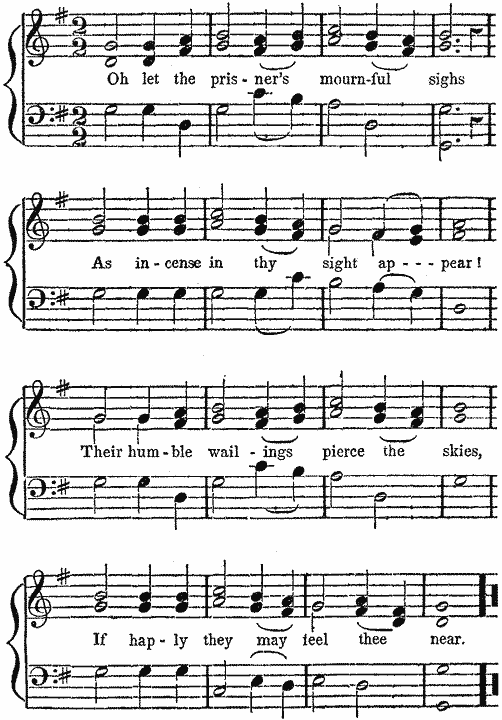 Oh let the pris - ner's mourn-ful sighs
As in - cense in thy sight ap - - - pear!
Their hum - ble wail - ings pierce the skies,
If hap - ly they may feel thee near.